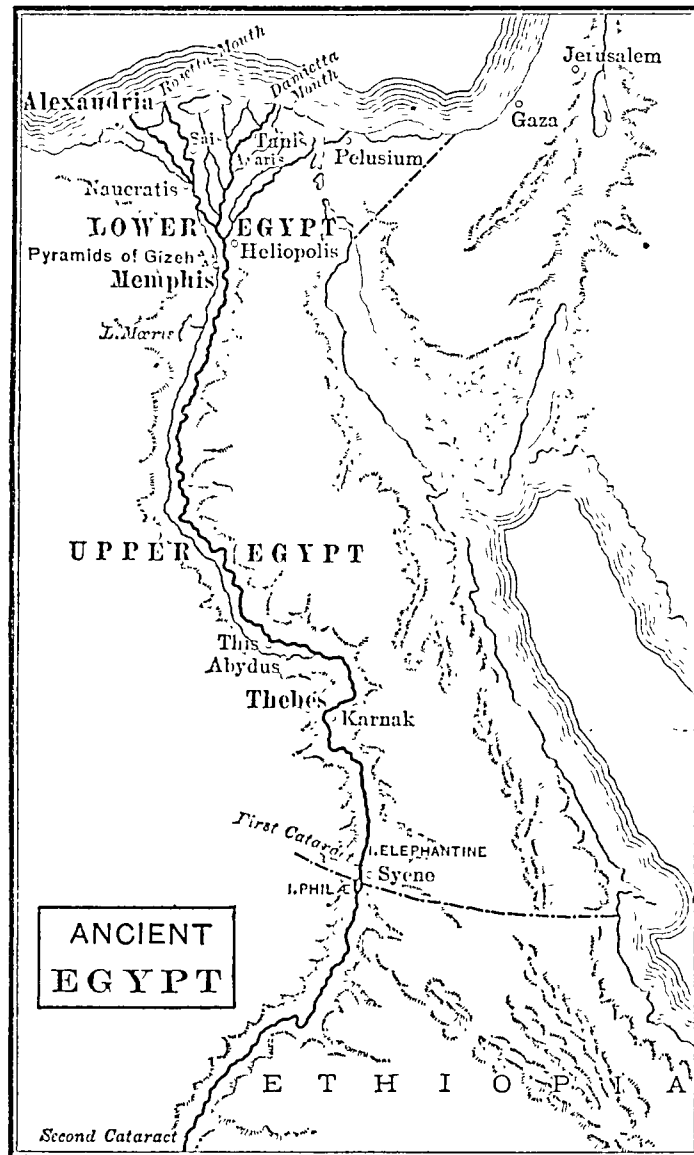 Rosetta Mouth
Damietta
Mouth
Jerusalem
Alexandria
Gaza
Sais
Tanis
Avaris
Pelusium
Naucratis
LOWER EGYPT
Heliopolis
Pyramids of Gizeh
Memphis
L. Mœris
UPPER EGYPT
This
Abydus
Thebes
Karnak
First Cataract
I. ELEPHANTINE
Syene
I. PHILÆ
ANCIENT
EGYPT
ETHIOPIA
Second Cataract